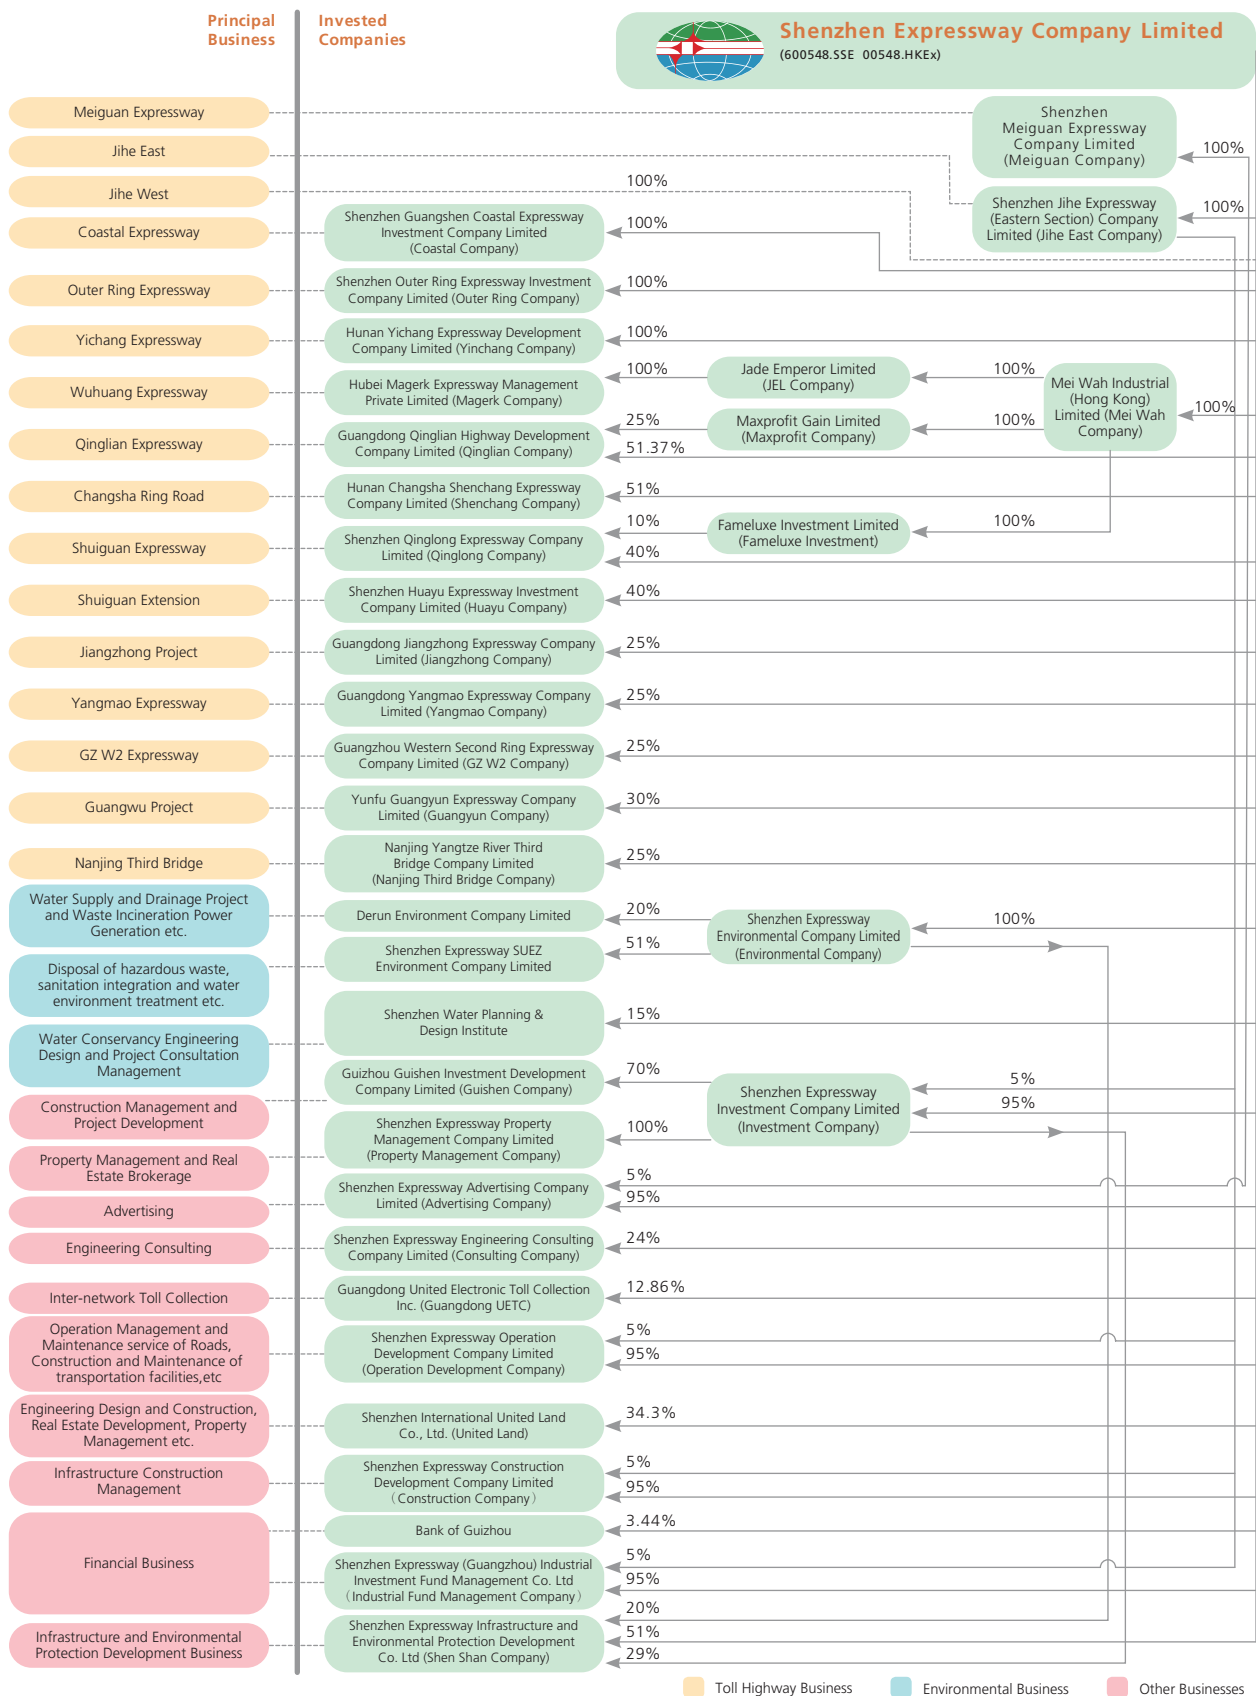 Principal
Business
Invested
Companies
Shenzhen Expressway Company Limited
(600548.SSE 00548.HKEx)
Meiguan Expressway
Shenzhen
Meiguan Expressway
Company Limited
(Meiguan Company)
100%
Jihe East
Jihe West
100%
Shenzhen Jihe Expressway
(Eastern Section) Company
Limited (Jihe East Company)
100%
Coastal Expressway
Shenzhen Guangshen Coastal Expressway
Investment Company Limited
(Coastal Company)
100%
Outer Ring Expressway
Shenzhen Outer Ring Expressway Investment
Company Limited (Outer Ring Company)
100%
Yichang Expressway
Hunan Yichang Expressway Development
Company Limited (Yinchang Company)
100%
Wuhuang Expressway
Hubei Magerk Expressway Management
Private Limited (Magerk Company)
100%
Jade Emperor Limited
(JEL Company)
100%
Mei Wah Industrial
(Hong Kong)
Limited (Mei Wah
Company)
100%
Qinglian Expressway
Guangdong Qinglian Highway Development
Company Limited (Qinglian Company)
25%
51.37%
Maxprofit Gain Limited
(Maxprofit Company)
100%
Changsha Ring Road
Hunan Changsha Shenchang Expressway
Company Limited (Shenchang Company)
51%
Shuiguan Expressway
Shenzhen Qinglong Expressway Company
Limited (Qinglong Company)
10%
40%
Fameluxe Investment Limited
(Fameluxe Investment)
100%
Shuiguan Extension
Shenzhen Huayu Expressway Investment
Company Limited (Huayu Company)
40%
Jiangzhong Project
Guangdong Jiangzhong Expressway Company
Limited (Jiangzhong Company)
25%
Yangmao Expressway
Guangdong Yangmao Expressway Company
Limited (Yangmao Company)
25%
GZ W2 Expressway
Guangzhou Western Second Ring Expressway
Company Limited (GZ W2 Company)
25%
Guangwu Project
Yunfu Guangyun Expressway Company
Limited (Guangyun Company)
30%
Nanjing Third Bridge
Nanjing Yangtze River Third
Bridge Company Limited
(Nanjing Third Bridge Company)
25%
Water Supply and Drainage Project
and Waste Incineration Power
Generation etc.
Derun Environment Company Limited
20%
Shenzhen Expressway
Environmental Company Limited
(Environmental Company)
100%
Disposal of hazardous waste,
sanitation integration and water
environment treatment etc.
Shenzhen Expressway SUEZ
Environment Company Limited
51%
Water Conservancy Engineering
Design and Project Consultation
Management
Shenzhen Water Planning &
Design Institute
15%
Construction Management and
Project Development
Guizhou Guishen Investment Development
Company Limited (Guishen Company)
70%
Shenzhen Expressway
Investment Company Limited
(Investment Company)
5%
95%
Property Management and Real
Estate Brokerage
Shenzhen Expressway Property
Management Company Limited
(Property Management Company)
100%
Advertising
Shenzhen Expressway Advertising Company
Limited (Advertising Company)
5%
95%
Engineering Consulting
Shenzhen Expressway Engineering Consulting
Company Limited (Consulting Company)
24%
Inter-network Toll Collection
Guangdong United Electronic Toll Collection
Inc. (Guangdong UETC)
12.86%
Operation Management and
Maintenance service of Roads,
Construction and Maintenance of
transportation facilities,etc
Shenzhen Expressway Operation
Development Company Limited
(Operation Development Company)
5%
95%
Engineering Design and Construction,
Real Estate Development, Property
Management etc.
Shenzhen International United Land
Co., Ltd. (United Land)
34.3%
Infrastructure Construction
Management
Shenzhen Expressway Construction
Development Company Limited
（Construction Company）
5%
95%
Financial Business
Bank of Guizhou
3.44%
Shenzhen Expressway (Guangzhou) Industrial
Investment Fund Management Co. Ltd
（Industrial Fund Management Company）
5%
95%
Infrastructure and Environmental
Protection Development Business
Shenzhen Expressway Infrastructure and
Environmental Protection Development
Co. Ltd (Shen Shan Company)
20%
51%
29%
Toll Highway Business
Environmental Business
Other Businesses